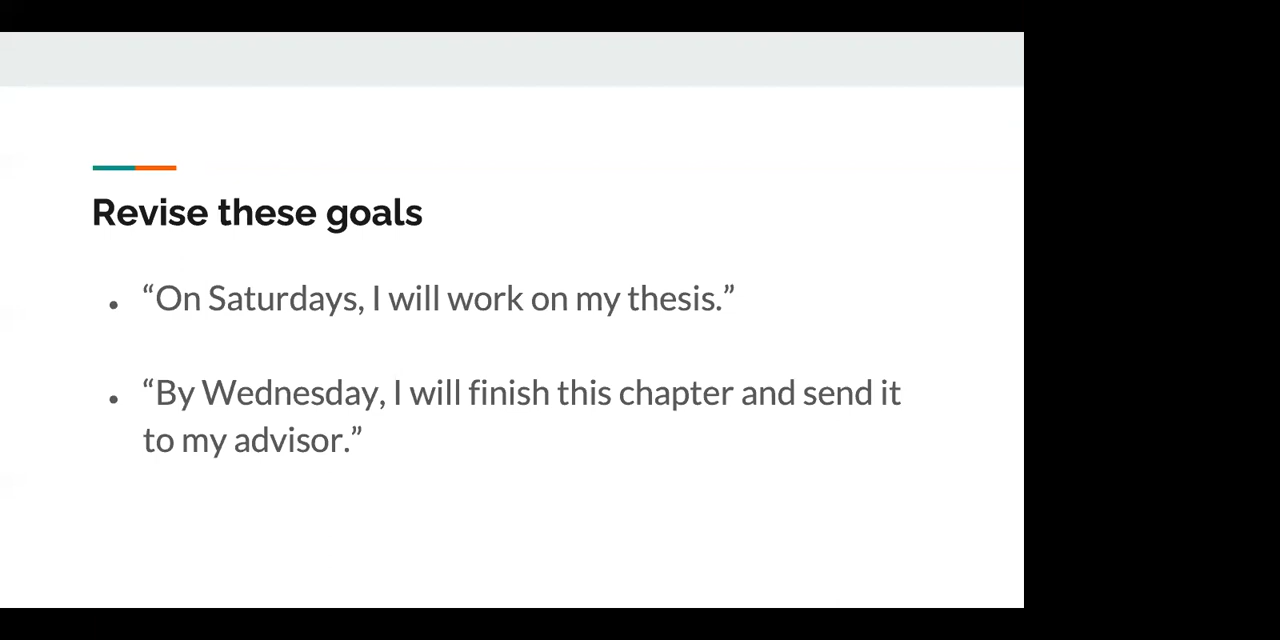 Revise these goals
• “On Saturdays, I will work on my thesis.”
• “By Wednesday, I will finish this chapter and send it
to my advisor.”